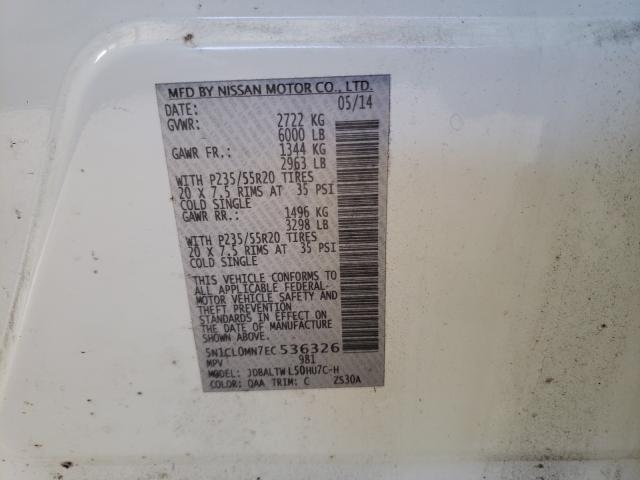 MFD BY NISSAN MOTOR CO., LTD.
DATE: 05/14
GVWR: 2722 KG
6000 LB
GAWR FR.: 1344 KG
2963 LB
WITH P235/55R20 TIRES
20 X 7.5 RIMS AT 35 PSI
COLD SINGLE
GAWR RR.: 1496 KG
3298 LB
WITH P235/55R20 TIRES
20 X 7.5 RIMS AT 35 PSI
COLD SINGLE
THIS VEHICLE CONFORMS TO
ALL APPLICABLE FEDERAL-
MOTOR VEHICLE SAFETY AND
THEFT PREVENTION
STANDARDS IN EFFECT ON
THE DATE OF MANUFACTURE
SHOWN ABOVE.
5N1CL0MN7EC536326
MPV 981
MODEL: JDBALTWL50HU7C-H
COLOR: QAA TRIM: C ZS30A